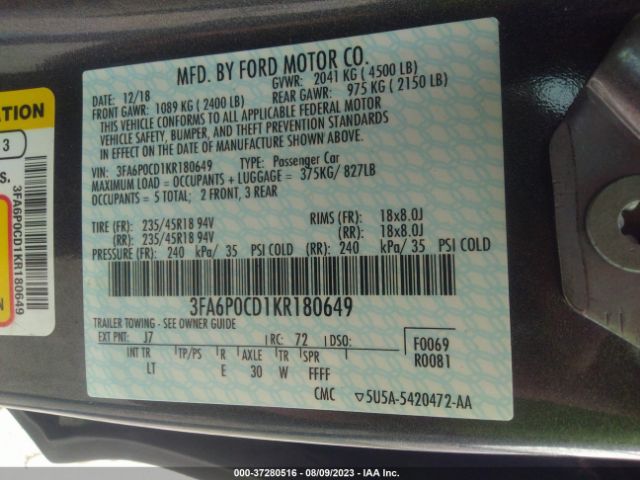 MFD. BY FORD MOTOR CO.
DATE: 12/18 GVWR: 2041 KG ( 4500 LB)
FRONT GAWR: 1089 KG ( 2400 LB) REAR GAWR: 975 KG ( 2150 LB)
THIS VEHICLE CONFORMS TO ALL APPLICABLE FEDERAL MOTOR
VEHICLE SAFETY, BUMPER, AND THEFT PREVENTION STANDARDS
IN EFFECT ON THE DATE OF MANUFACTURE SHOWN ABOVE.
VIN: 3FA6P0CD1KR180649 TYPE: Passenger Car
MAXIMUM LOAD = OCCUPANTS + LUGGAGE = 375KG/ 827LB
OCCUPANTS = 5 TOTAL; 2 FRONT, 3 REAR
TIRE (FR): 235/45R18 94V RIMS (FR): 18x8.0J
(RR): 235/45R18 94V (RR): 18x8.0J
PRESSURE (FR): 240 kPa/ 35 PSI COLD (RR): 240 kPa/ 35 PSI COLD
3FA6P0CD1KR180649
TRAILER TOWING - SEE OWNER GUIDE
EXT PNT: J7 RC: 72 DSO: F0069
INT TR TP/PS R AXLE TR SPR R0081
LT E 30 W FFFF
CMC ▽5U5A-5420472-AA
ATION
3
s.
3FA6P0CD1KR180649
000-37280516 - 08/09/2023 - IAA Inc.